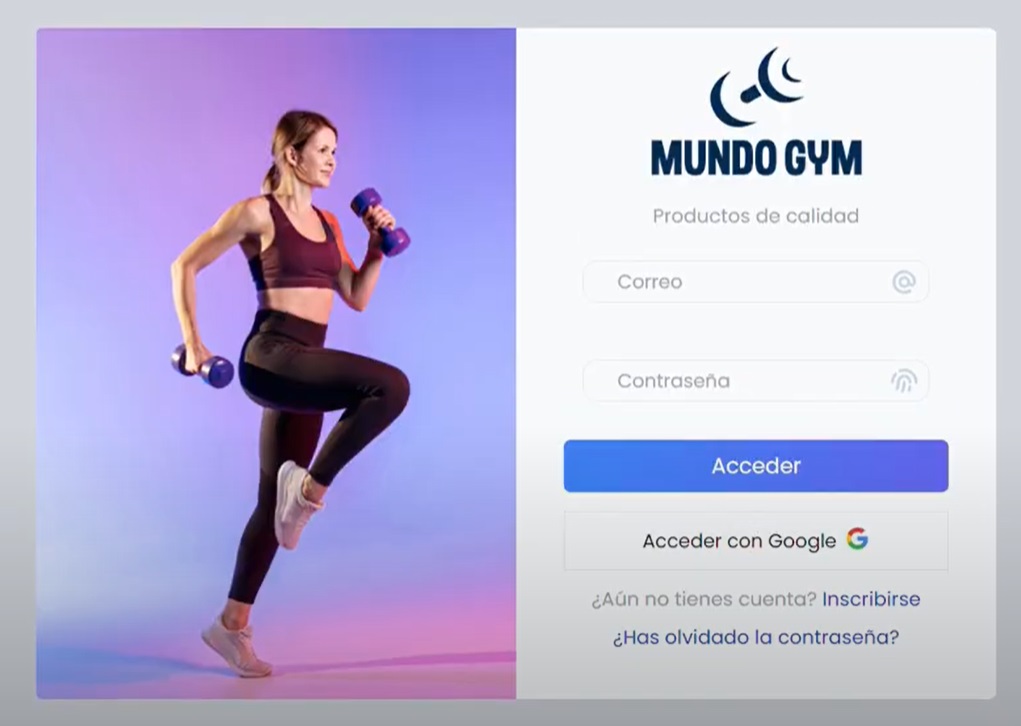 MUNDO GYM
Productos de calidad
Correo
Contraseña
Acceder
Acceder con Google
¿Aún no tienes cuenta? Inscribirse
¿Has olvidado la contraseña?